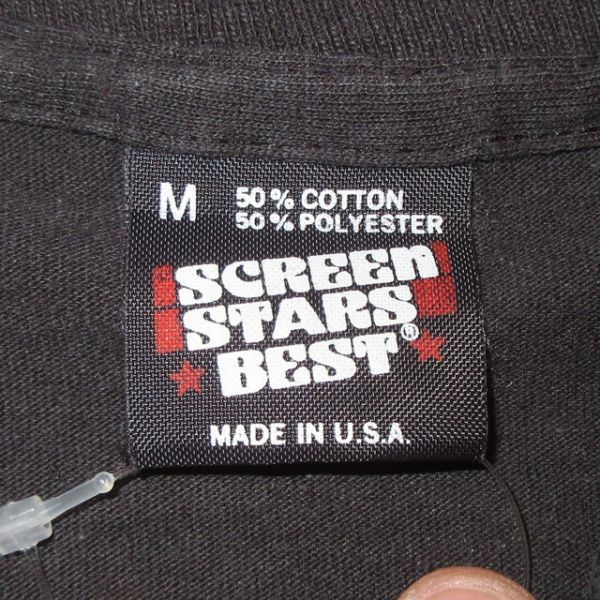 M 50% COTTON
50% POLYESTER
SCREEn
STARS
BEST®
MADE IN U.S.A.